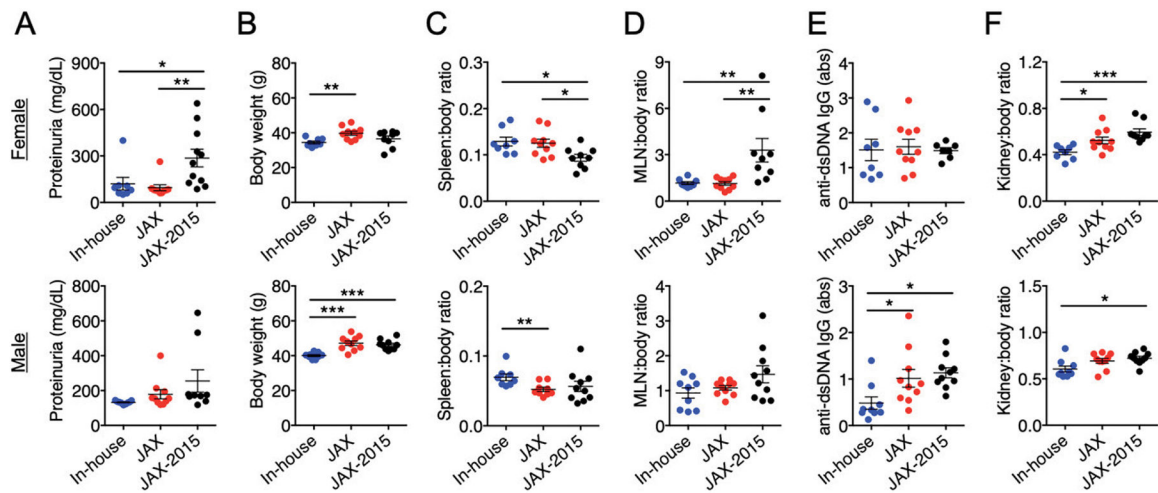 A B C D E F
Female
Proteinuria (mg/dL)
900
600
300
0
* **
In-house JAX JAX-2015
Body weight (g)
80
60
40
20
0
**
In-house JAX JAX-2015
Spleen:body ratio
0.3
0.2
0.1
0.0
* *
In-house JAX JAX-2015
MLN:body ratio
9
6
3
0
** **
In-house JAX JAX-2015
anti-dsDNA IgG (abs)
4
3
2
1
0
In-house JAX JAX-2015
Kidney:body ratio
1.2
0.8
0.4
0.0
*** *
In-house JAX JAX-2015
Male
Proteinuria (mg/dL)
800
600
400
200
0
In-house JAX JAX-2015
Body weight (g)
80
60
40
20
0
*** ***
In-house JAX JAX-2015
Spleen:body ratio
0.20
0.15
0.10
0.05
0.00
**
In-house JAX JAX-2015
MLN:body ratio
4
3
2
1
0
In-house JAX JAX-2015
anti-dsDNA IgG (abs)
3
2
1
0
* *
In-house JAX JAX-2015
Kidney:body ratio
1.5
1.0
0.5
0.0
*
In-house JAX JAX-2015